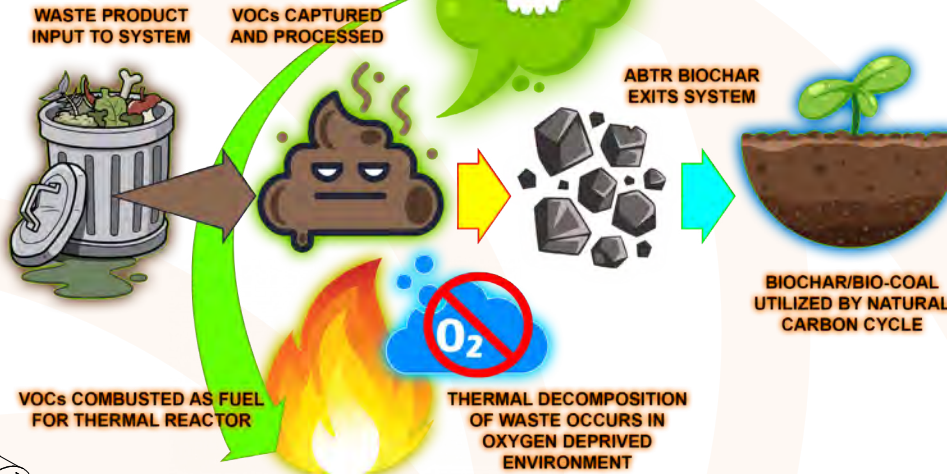 WASTE PRODUCT
INPUT TO SYSTEM
VOCs CAPTURED
AND PROCESSED
ABTR BIOCHAR
EXITS SYSTEM
O₂
BIOCHAR/BIO-COAL
UTILIZED BY NATURAL
CARBON CYCLE
VOCs COMBUSTED AS FUEL
FOR THERMAL REACTOR
THERMAL DECOMPOSITION
OF WASTE OCCURS IN
OXYGEN DEPRIVED
ENVIRONMENT